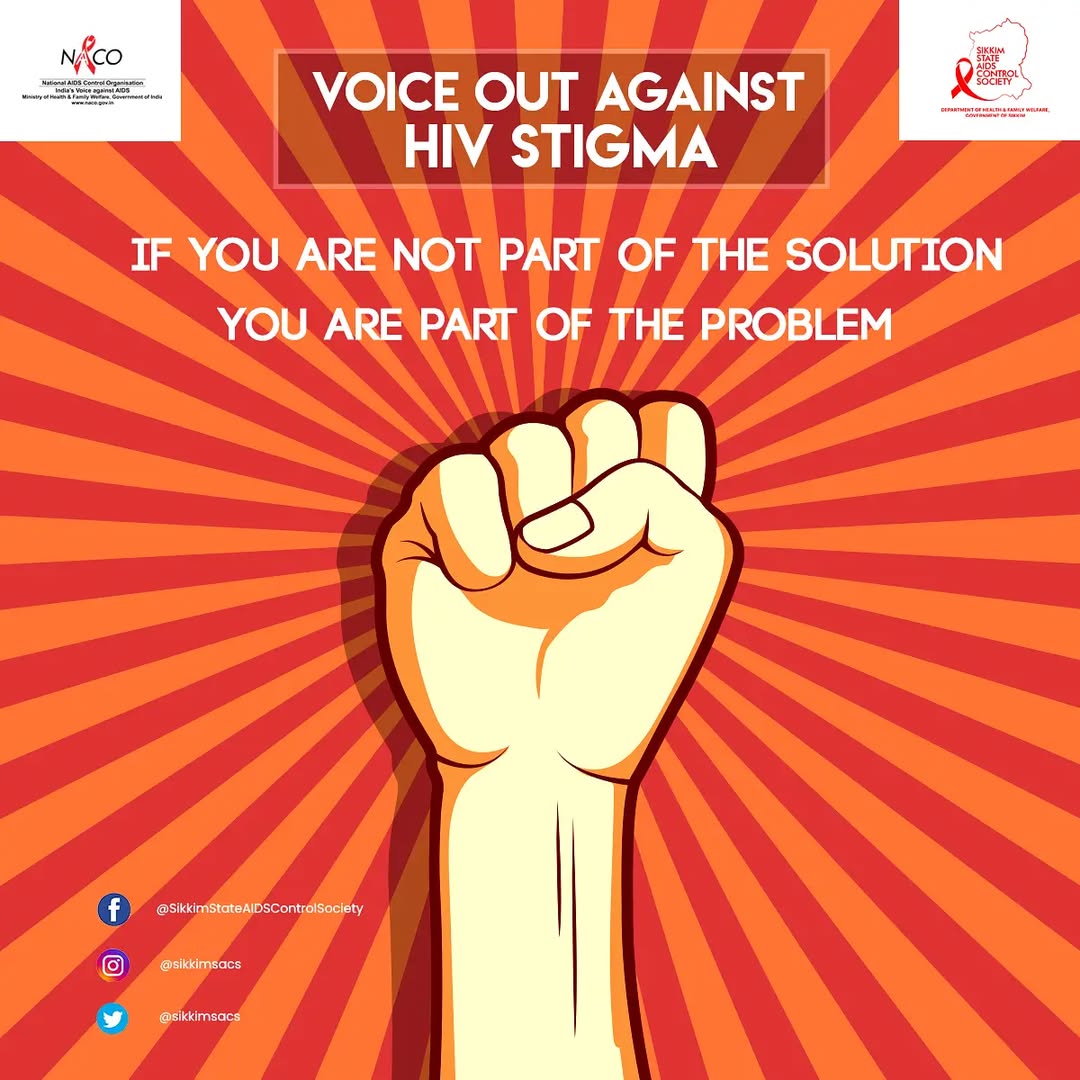 NACO
National AIDS Control Organisation
India's Voice against AIDS
Ministry of Health & Family Welfare, Government of India
www.naco.gov.in
SIKKIM
STATE
AIDS
CONTROL
SOCIETY
DEPARTMENT OF HEALTH & FAMILY WELFARE,
GOVERNMENT OF SIKKIM
VOICE OUT AGAINST
HIV STIGMA
IF YOU ARE NOT PART OF THE SOLUTION
YOU ARE PART OF THE PROBLEM
@SikkimStateAIDSControlSociety
@sikkimsacs
@sikkimsacs